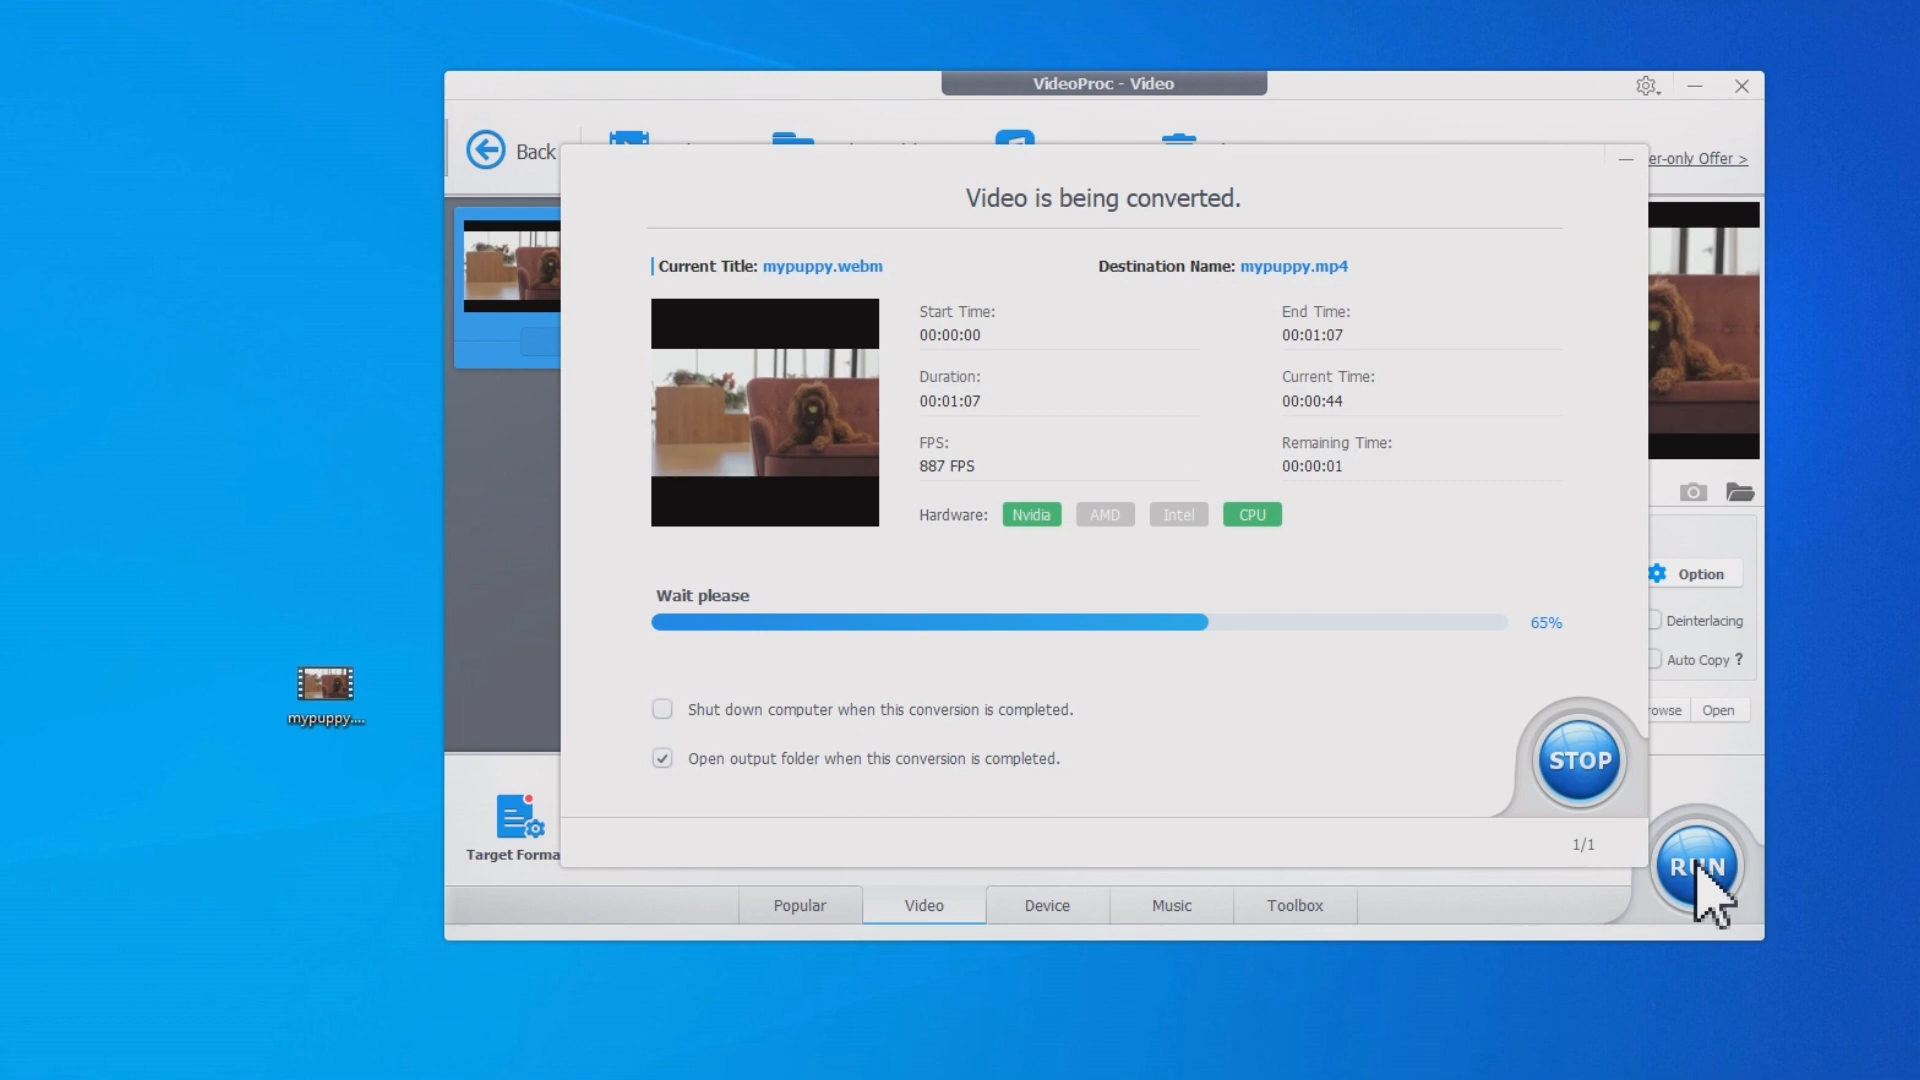 VideoProc - Video
Back
er-only Offer >
Video is being converted.
Current Title: mypuppy.webm
Destination Name: mypuppy.mp4
Start Time:
00:00:00
End Time:
00:01:07
Duration:
00:01:07
Current Time:
00:00:44
FPS:
887 FPS
Remaining Time:
00:00:01
Hardware: Nvidia AMD Intel CPU
Option
Wait please
65%
Deinterlacing
Auto Copy ?
mypuppy....
Shut down computer when this conversion is completed.
rowse Open
Open output folder when this conversion is completed.
STOP
1/1
Target Forma
RUN
Popular Video Device Music Toolbox